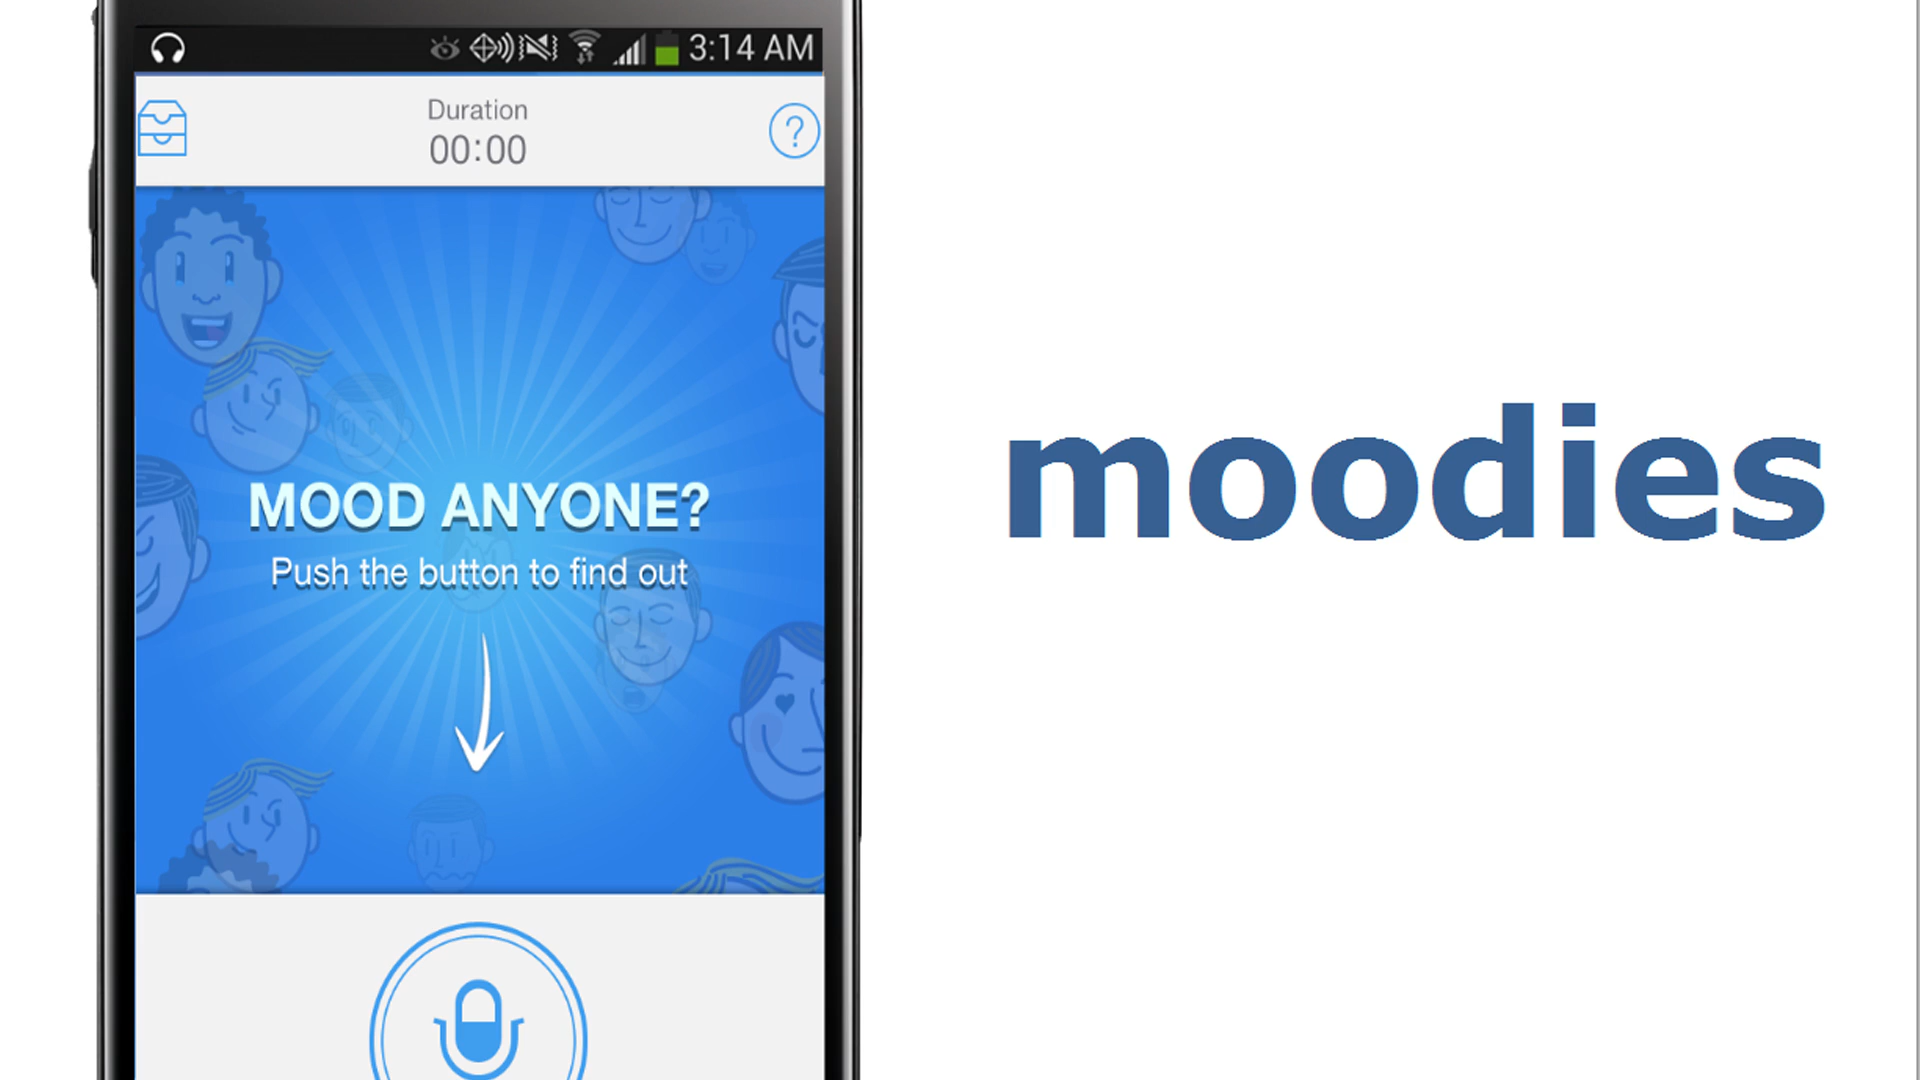 3:14 AM
Duration
00:00
?
MOOD ANYONE?
Push the button to find out
moodies